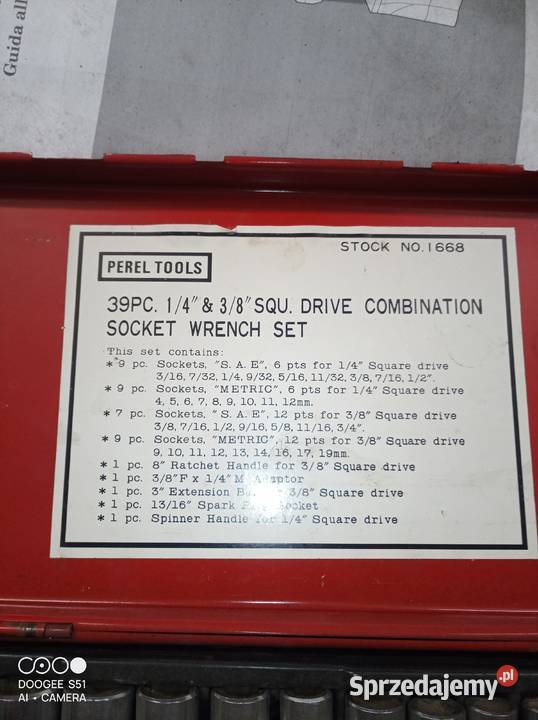 Guida all
STOCK NO.1668
PEREL TOOLS
39PC. 1/4" & 3/8" SQU. DRIVE COMBINATION
SOCKET WRENCH SET
This set contains:
* 9 pc. Sockets, "S. A. E", 6 pts for 1/4" Square drive
3/16, 7/32, 1/4, 9/32, 5/16, 11/32, 3/8, 7/16, 1/2".
* 9 pc. Sockets, "METRIC", 6 pts for 1/4" Square drive
4, 5, 6, 7, 8, 9, 10, 11, 12mm.
* 7 pc. Sockets, "S. A.E", 12 pts for 3/8" Square drive
3/8, 7/16, 1/2, 9/16, 5/8, 11/16, 3/4".
* 9 pc. Sockets, "METRIC", 12 pts for 3/8" Square drive
9, 10, 11, 12, 13, 14, 16, 17, 19mm.
* 1 pc. 8" Ratchet Handle for 3/8" Square drive
* 1 pc. 3/8"F x 1/4" M Adaptor
* 1 pc. 3" Extension for 3/8" Square drive
* 1 pc. 13/16" Spark Socket
* 1 pc. Spinner Handle for 1/4" Square drive
DOOGEE S51
AI - CAMERA
Sprzedajemy.pl